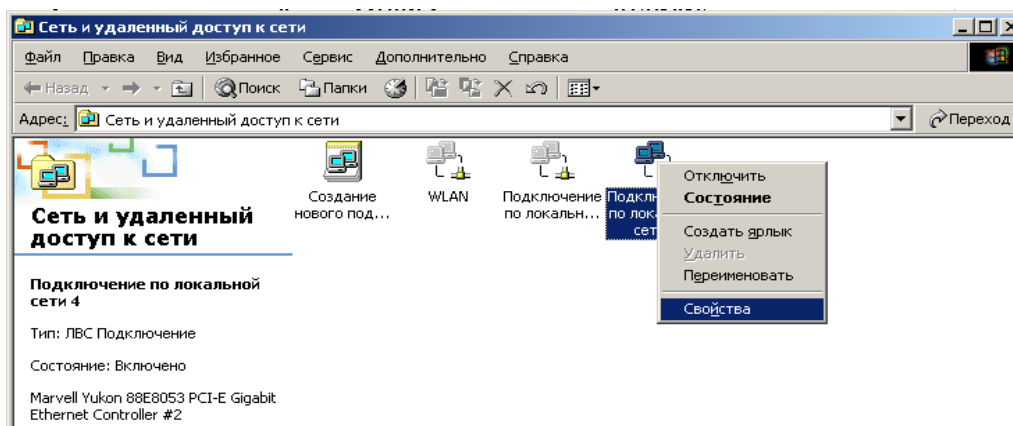 Сеть и удаленный доступ к сети
Файл Правка Вид Избранное Сервис Дополнительно Справка
Назад Поиск Папки
Адрес: Сеть и удаленный доступ к сети Переход
Создание нового под...
WLAN
Подключение по локальн...
Подкл
по лок
сет
Отключить
Состояние
Создать ярлык
Удалить
Переименовать
Свойства
Сеть и удаленный
доступ к сети
Подключение по локальной
сети 4
Тип: ЛВС Подключение
Состояние: Включено
Marvell Yukon 88E8053 PCI-E Gigabit
Ethernet Controller #2